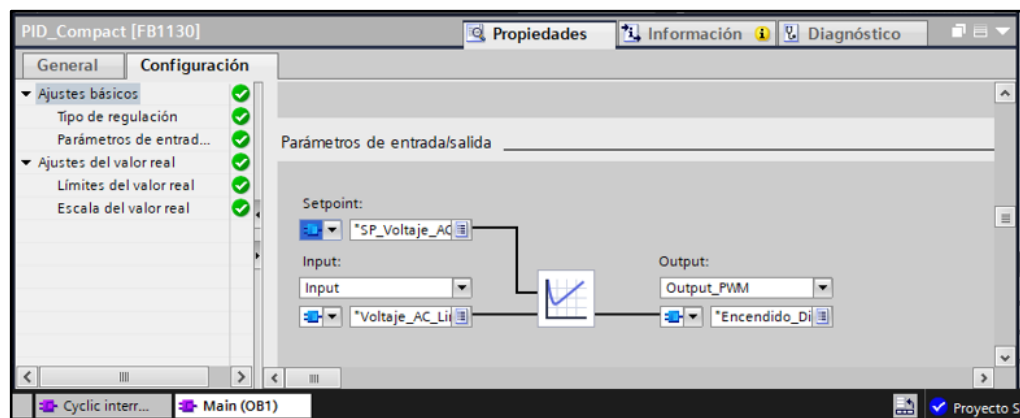 PID_Compact [FB1130]
Propiedades
Información
Diagnóstico
General
Configuración
Ajustes básicos
Tipo de regulación
Parámetros de entrad...
Ajustes del valor real
Límites del valor real
Escala del valor real
Parámetros de entrada/salida
Setpoint:
"SP_Voltaje_AC
Input:
Input
"Voltaje_AC_Lin
Output:
Output_PWM
"Encendido_Di
Cyclic interr...
Main (OB1)
Proyecto S